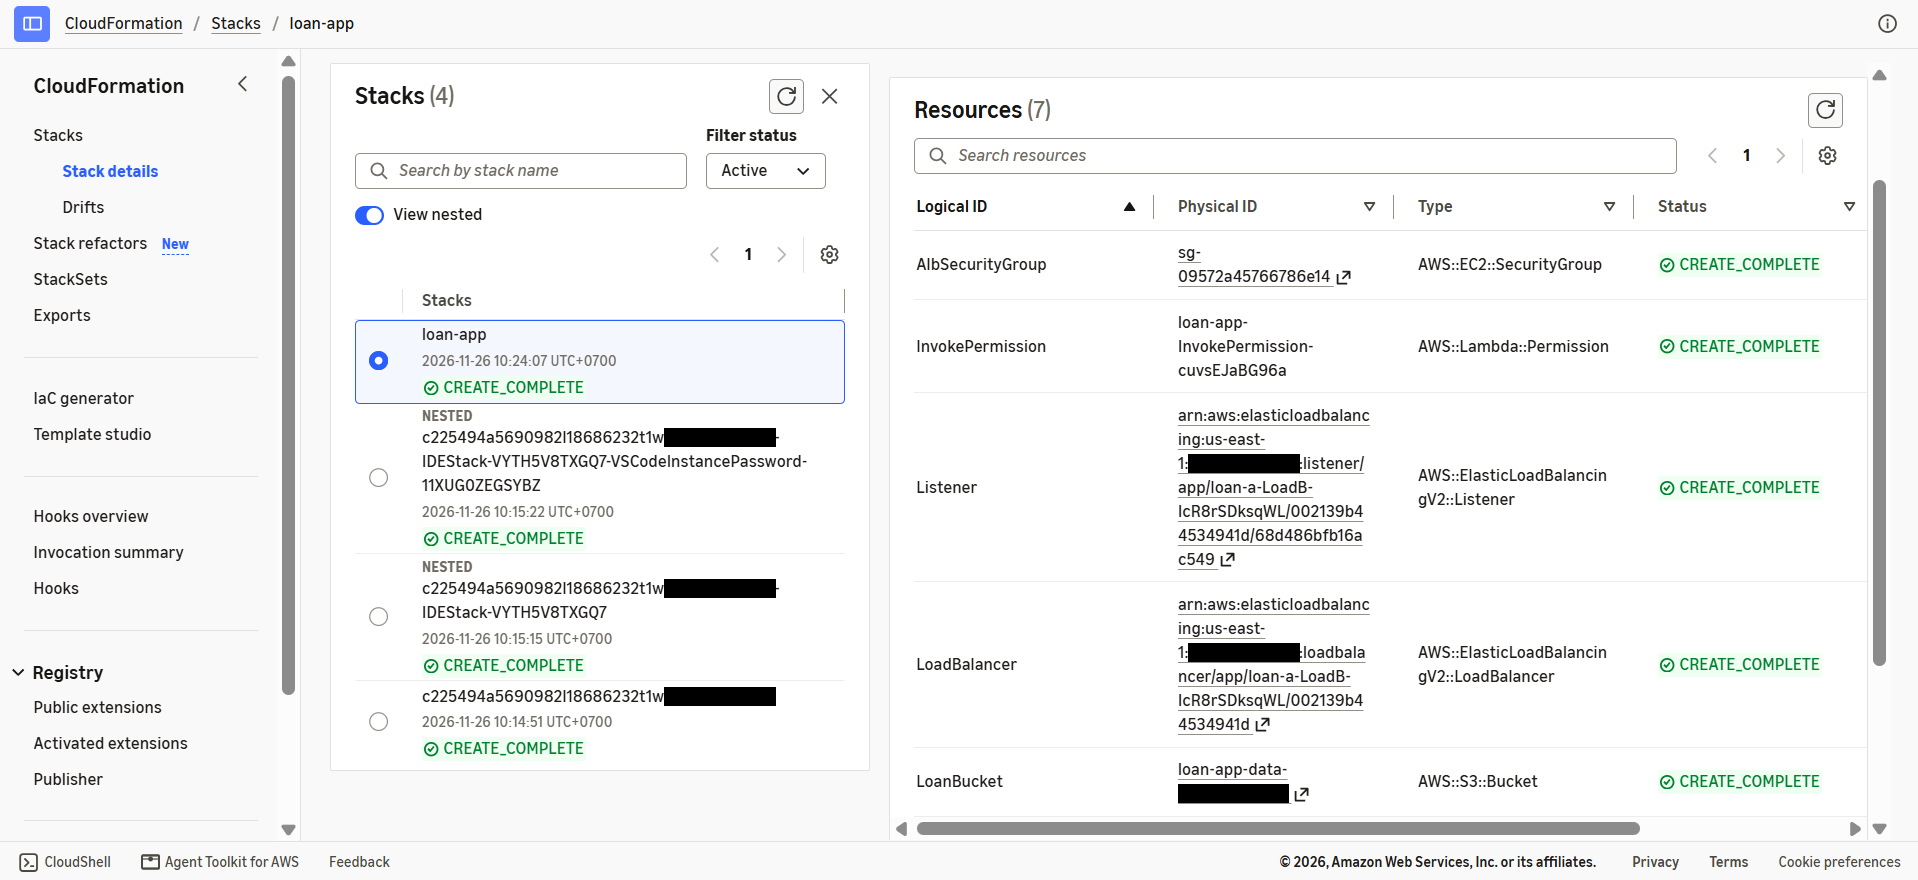 CloudFormation / Stacks / loan-app
CloudFormation
Stacks
Stack details
Drifts
Stack refactors New
StackSets
Exports
IaC generator
Template studio
Hooks overview
Invocation summary
Hooks
Registry
Public extensions
Activated extensions
Publisher
Stacks (4)
Filter status
Search by stack name
Active
View nested
1
Stacks
loan-app
2026-11-26 10:24:07 UTC+0700
CREATE_COMPLETE
NESTED
c225494a5690982l18686232t1w -
IDEStack-VYTH5V8TXGQ7-VSCodeInstancePassword-
11XUG0ZEGSYBZ
2026-11-26 10:15:22 UTC+0700
CREATE_COMPLETE
NESTED
c225494a5690982l18686232t1w -
IDEStack-VYTH5V8TXGQ7
2026-11-26 10:15:15 UTC+0700
CREATE_COMPLETE
c225494a5690982l18686232t1w
2026-11-26 10:14:51 UTC+0700
CREATE_COMPLETE
Resources (7)
Search resources
1
Logical ID Physical ID Type Status
AlbSecurityGroup
sg-
09572a45766786e14
AWS::EC2::SecurityGroup
CREATE_COMPLETE
InvokePermission
loan-app-
InvokePermission-
cuvsEJaBG96a
AWS::Lambda::Permission
CREATE_COMPLETE
Listener
arn:aws:elasticloadbalanc
ing:us-east-
1: :listener/
app/loan-a-LoadB-
IcR8rSDksqWL/002139b4
4534941d/68d486bfb16a
c549
AWS::ElasticLoadBalancin
gV2::Listener
CREATE_COMPLETE
LoadBalancer
arn:aws:elasticloadbalanc
ing:us-east-
1: :loadbala
ncer/app/loan-a-LoadB-
IcR8rSDksqWL/002139b4
4534941d
AWS::ElasticLoadBalancin
gV2::LoadBalancer
CREATE_COMPLETE
LoanBucket
loan-app-data-
AWS::S3::Bucket
CREATE_COMPLETE
CloudShell Agent Toolkit for AWS Feedback
© 2026, Amazon Web Services, Inc. or its affiliates. Privacy Terms Cookie preferences